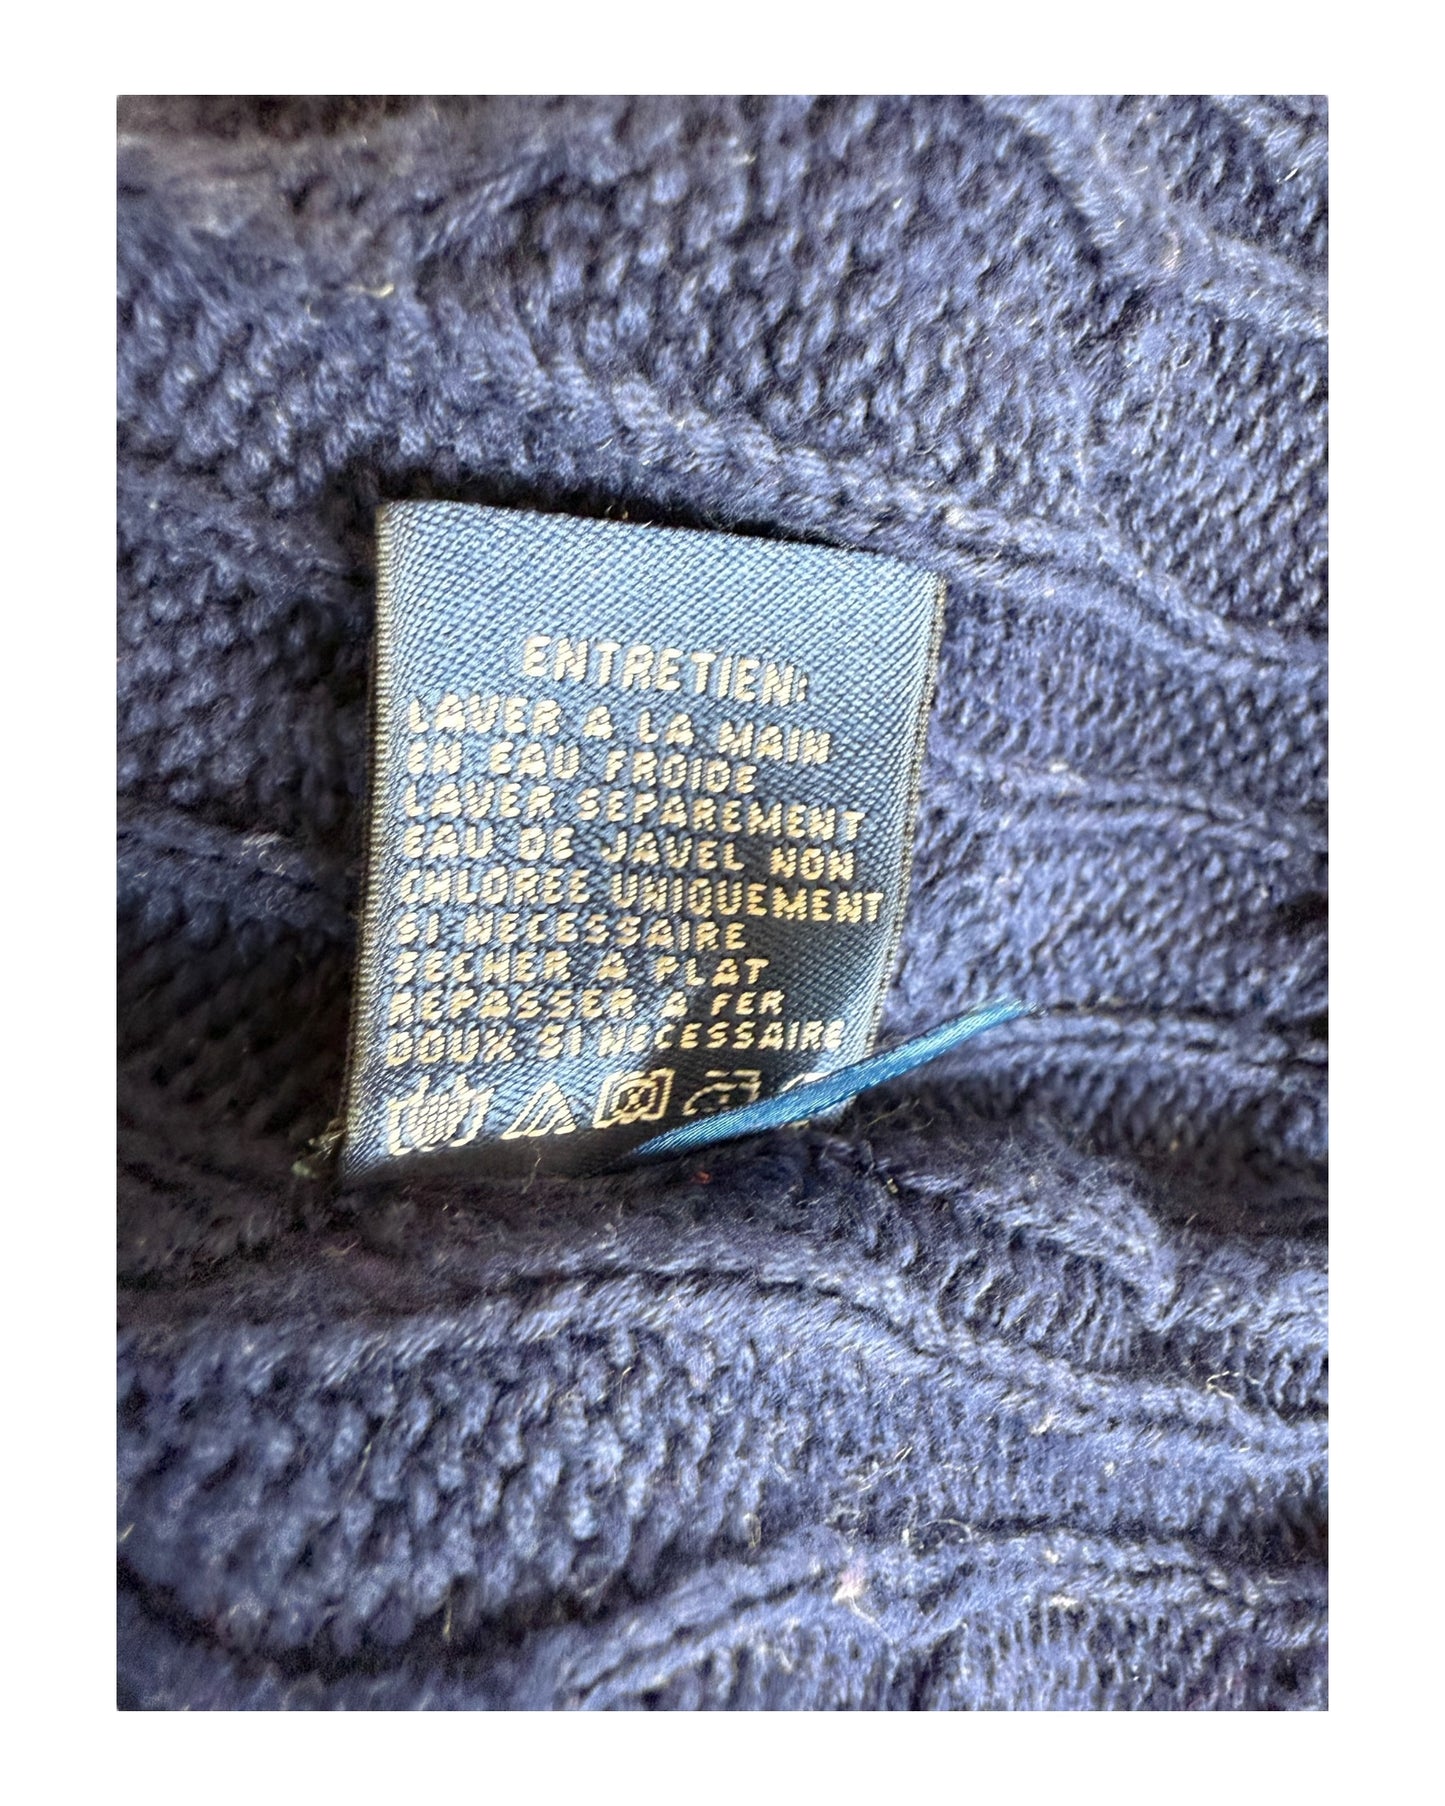 ENTRETIEN:
LAVER A LA MAIN
EN EAU FROIDE
LAVER SEPAREMENT
EAU DE JAVEL NON
CHLOREE UNIQUEMENT
SI NECESSAIRE
SECHER A PLAT
REPASSER A FER
DOUX SI NECESSAIRE